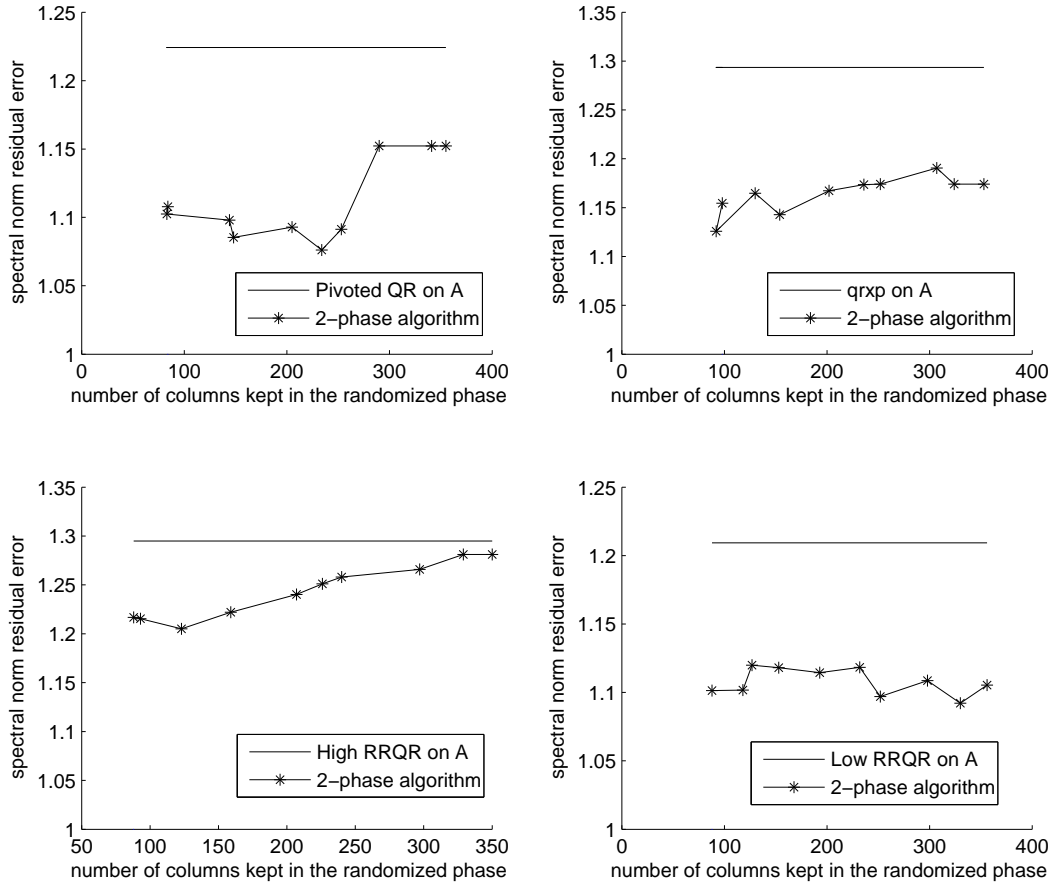 1.25
1.2
1.15
1.1
1.05
1
0 100 200 300 400
spectral norm residual error
number of columns kept in the randomized phase
Pivoted QR on A
2−phase algorithm
1.35
1.3
1.25
1.2
1.15
1.1
1.05
1
0 100 200 300 400
spectral norm residual error
number of columns kept in the randomized phase
qrxp on A
2−phase algorithm
1.35
1.3
1.25
1.2
1.15
1.1
1.05
1
50 100 150 200 250 300 350
spectral norm residual error
number of columns kept in the randomized phase
High RRQR on A
2−phase algorithm
1.25
1.2
1.15
1.1
1.05
1
0 100 200 300 400
spectral norm residual error
number of columns kept in the randomized phase
Low RRQR on A
2−phase algorithm